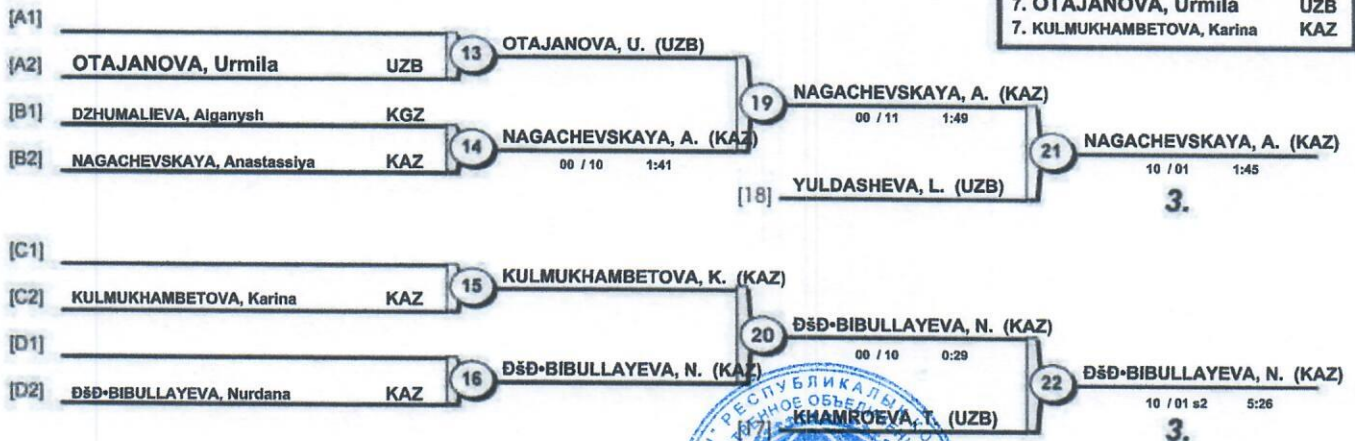 7. OTAJANOVA, Urmila UZB
7. KULMUKHAMBETOVA, Karina KAZ
[A1]
[A2] OTAJANOVA, Urmila UZB
13 OTAJANOVA, U. (UZB)
[B1] DZHUMALIEVA, Aiganysh KGZ
[B2] NAGACHEVSKAYA, Anastassiya KAZ
14 NAGACHEVSKAYA, A. (KAZ)
00 / 10 1:41
19 NAGACHEVSKAYA, A. (KAZ)
00 / 11 1:49
[18] YULDASHEVA, L. (UZB)
21 NAGACHEVSKAYA, A. (KAZ)
10 / 01 1:45
3.
[C1]
[C2] KULMUKHAMBETOVA, Karina KAZ
15 KULMUKHAMBETOVA, K. (KAZ)
[D1]
[D2] ĐšĐ•BIBULLAYEVA, Nurdana KAZ
16 ĐšĐ•BIBULLAYEVA, N. (KAZ)
20 ĐšĐ•BIBULLAYEVA, N. (KAZ)
00 / 10 0:29
[17] KHAMROEVA, T. (UZB)
22 ĐšĐ•BIBULLAYEVA, N. (KAZ)
10 / 01 s2 5:26
3.